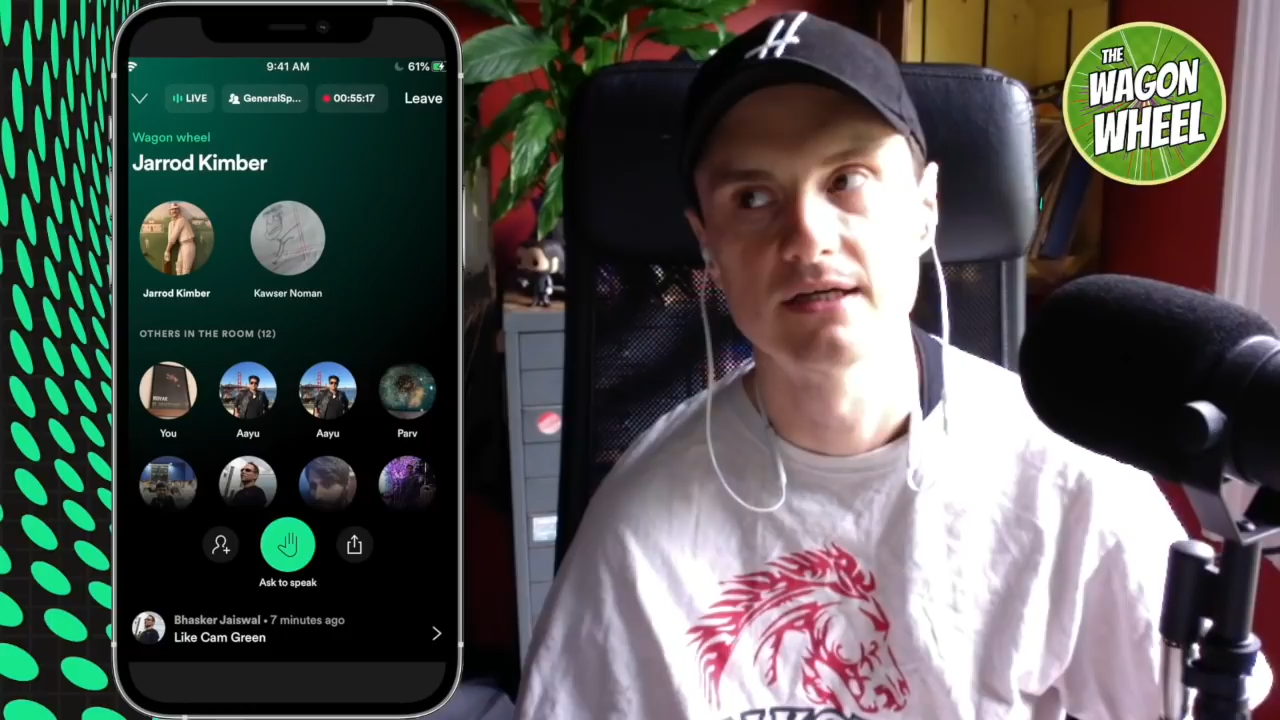 9:41 AM
61%
LIVE
GeneralSp...
00:55:17
Leave
Wagon wheel
Jarrod Kimber
Jarrod Kimber
Kawser Noman
OTHERS IN THE ROOM (12)
You
Aayu
Aayu
Parv
Ask to speak
Bhasker Jaiswal • 7 minutes ago
Like Cam Green
THE
WAGON
WHEEL
H